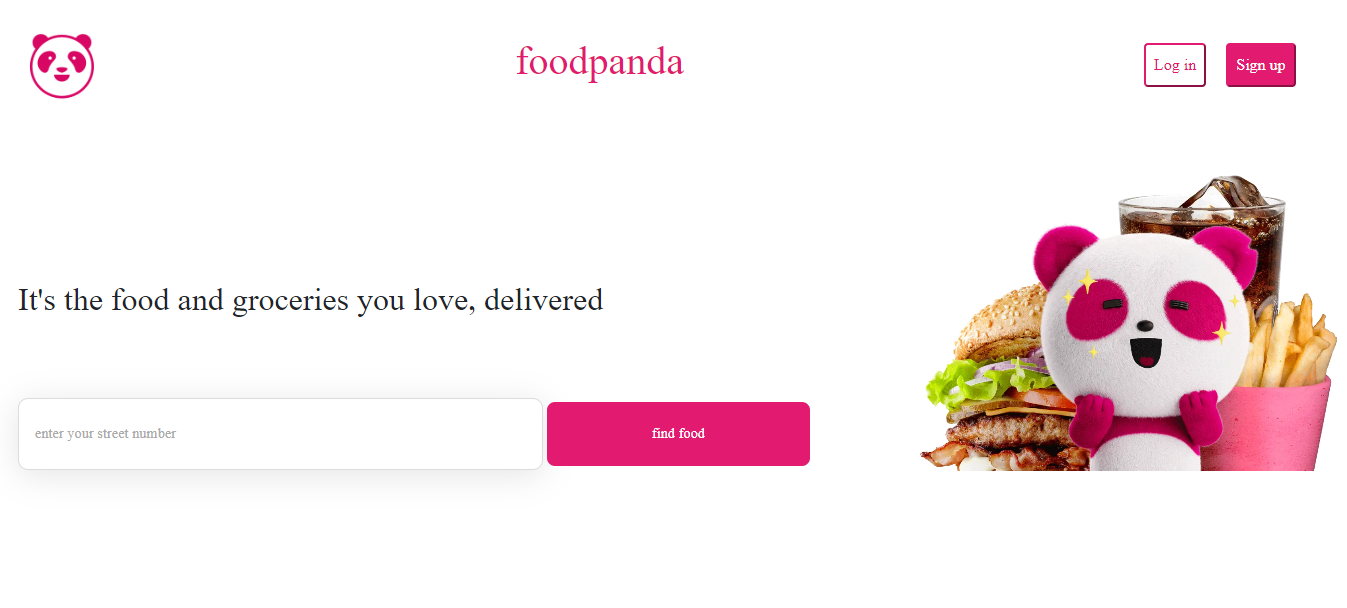 foodpanda
Log in
Sign up
It's the food and groceries you love, delivered
enter your street number
find food